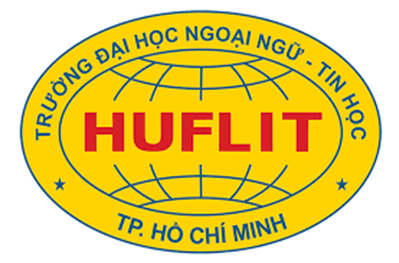 TRƯỜNG ĐẠI HỌC NGOẠI NGỮ - TIN HỌC
HUFLIT
TP. HỒ CHÍ MINH